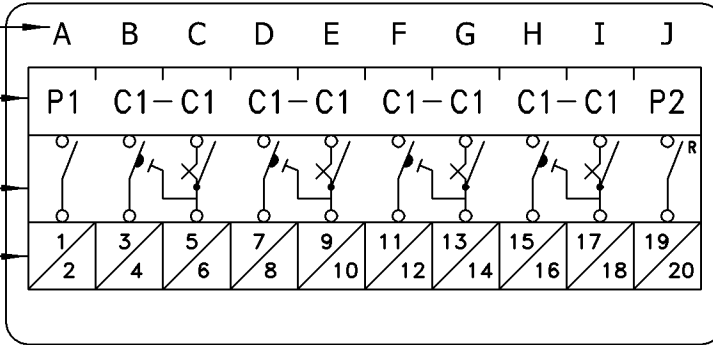 A B C D E F G H I J
P1 C1-C1 C1-C1 C1-C1 C1-C1 P2
R
1 3 5 7 9 11 13 15 17 19
2 4 6 8 10 12 14 16 18 20